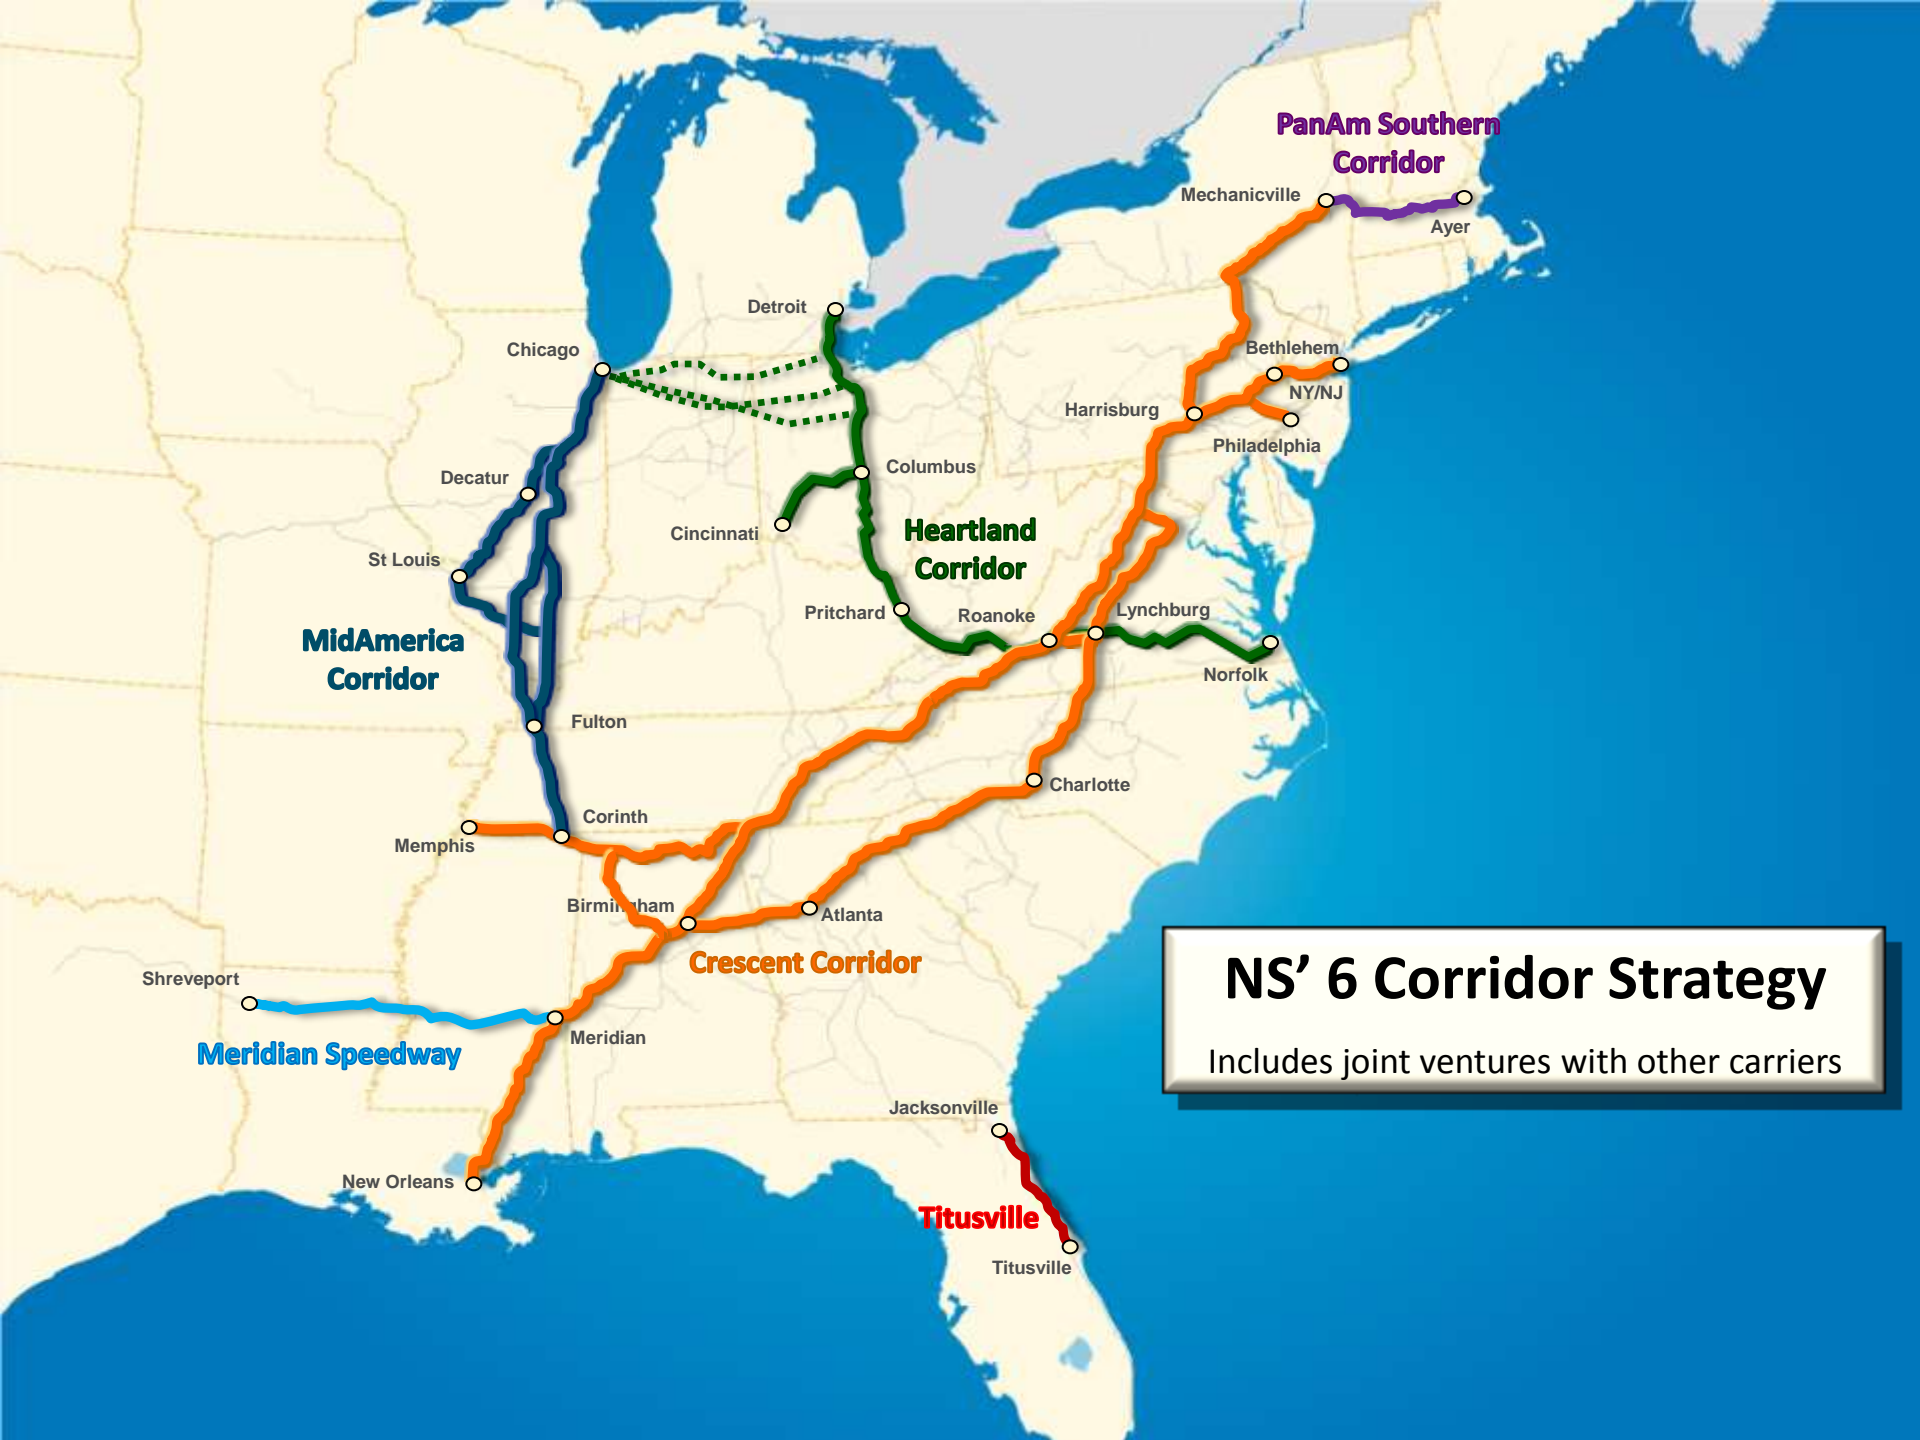 PanAm Southern
Corridor
Mechanicville
Ayer
Detroit
Chicago
Bethlehem
NY/NJ
Harrisburg
Philadelphia
Columbus
Decatur
Cincinnati
Heartland
Corridor
St Louis
Pritchard
Roanoke
Lynchburg
MidAmerica
Corridor
Norfolk
Fulton
Charlotte
Corinth
Memphis
Birmingham
Atlanta
Crescent Corridor
Shreveport
NS’ 6 Corridor Strategy
Includes joint ventures with other carriers
Meridian
Meridian Speedway
Jacksonville
New Orleans
Titusville
Titusville